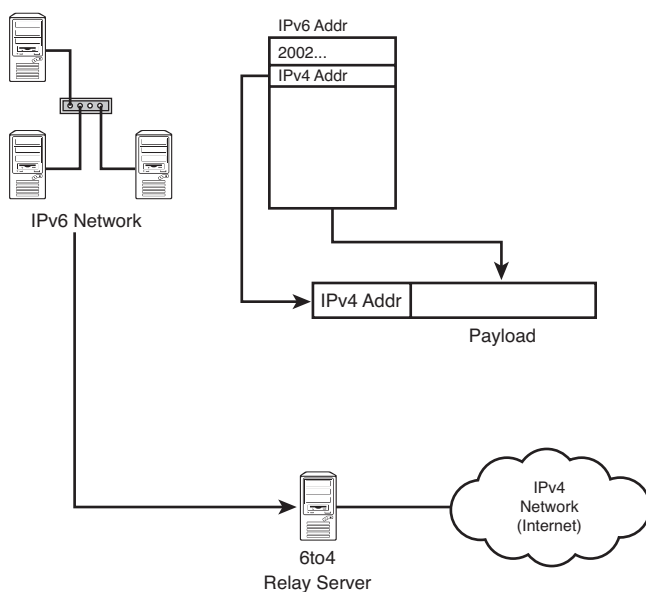 IPv6 Addr
2002...
IPv4 Addr
IPv6 Network
IPv4 Addr
Payload
IPv4
Network
(Internet)
6to4
Relay Server